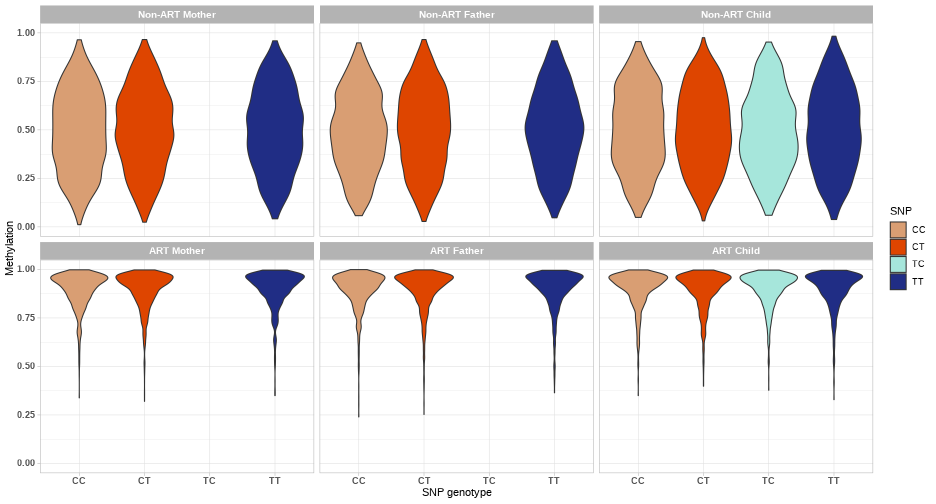 Non-ART Mother Non-ART Father Non-ART Child
1.00
0.75
0.50
0.25
0.00
ART Mother ART Father ART Child
1.00
0.75
0.50
0.25
0.00
CC CT TC TT CC CT TC TT CC CT TC TT
SNP genotype
Methylation
SNP
CC
CT
TC
TT